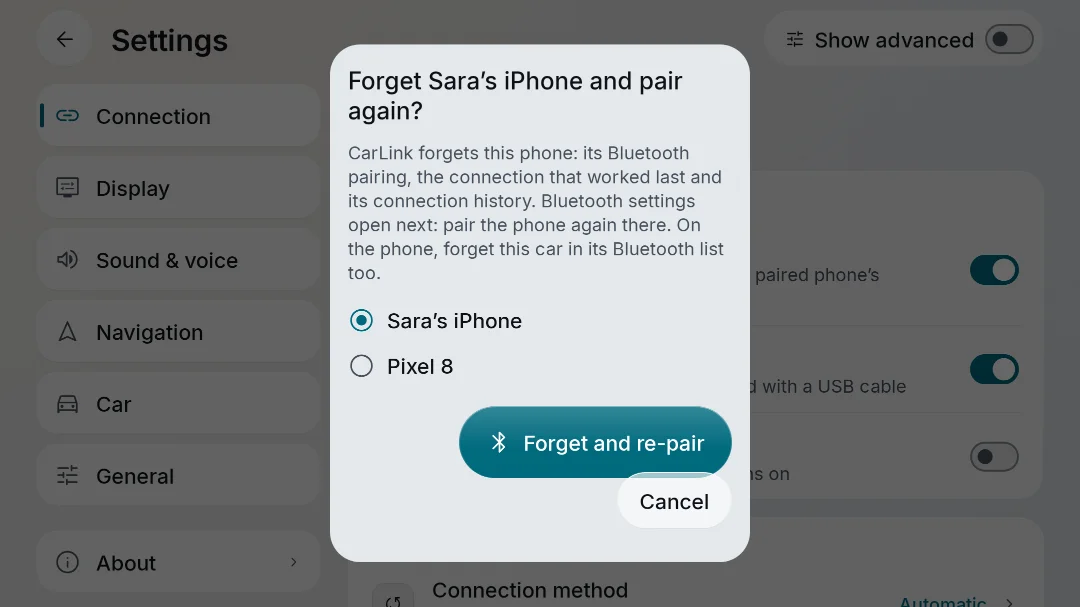 Settings
Show advanced
Connection
Display
Sound & voice
Navigation
Car
General
About
Forget Sara’s iPhone and pair
again?
CarLink forgets this phone: its Bluetooth
pairing, the connection that worked last and
its connection history. Bluetooth settings
open next: pair the phone again there. On
the phone, forget this car in its Bluetooth list
too.
Sara’s iPhone
Pixel 8
Forget and re-pair
Cancel
paired phone’s
with a USB cable
on
Connection method
Automatic